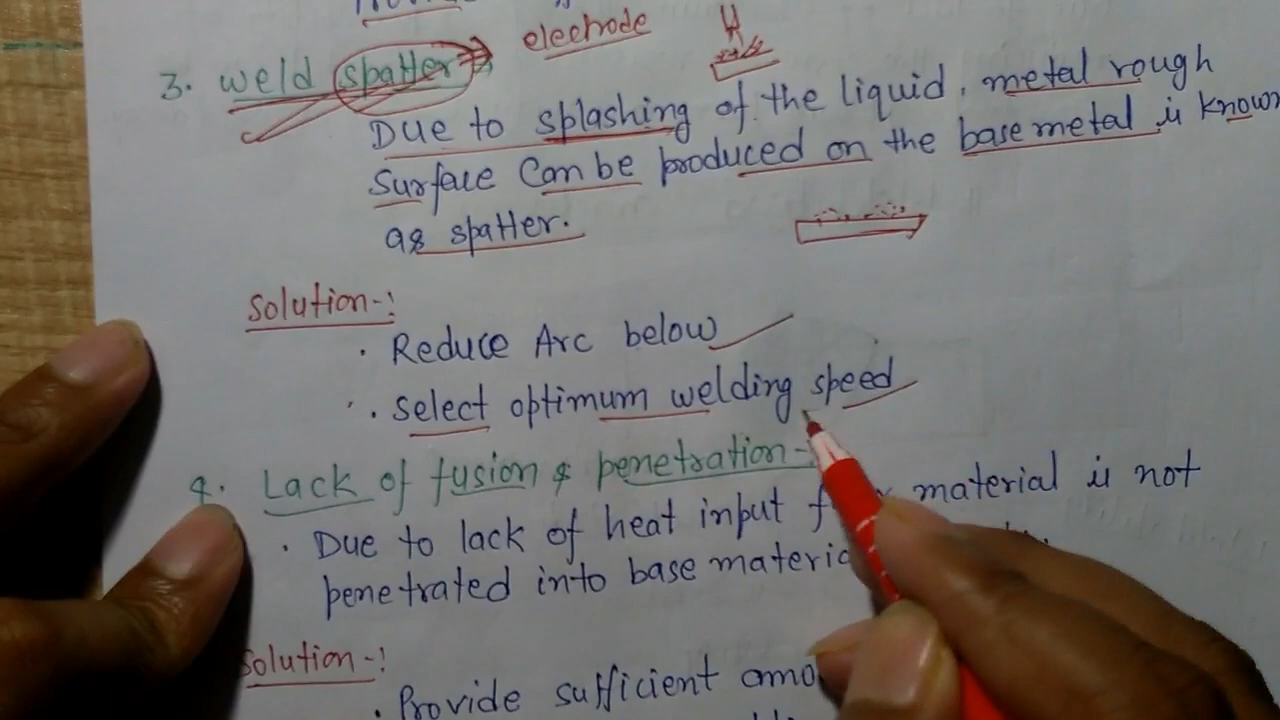 electrode
3. weld spatter
Due to splashing of the liquid. metal rough
Surface Can be produced on the base metal is known
as spatter.
Solution-:
· Reduce Arc below
· select optimum welding speed
4. Lack of fusion & penetration-
· Due to lack of heat input material is not
penetrated into base
Solution-:
· Provide sufficient